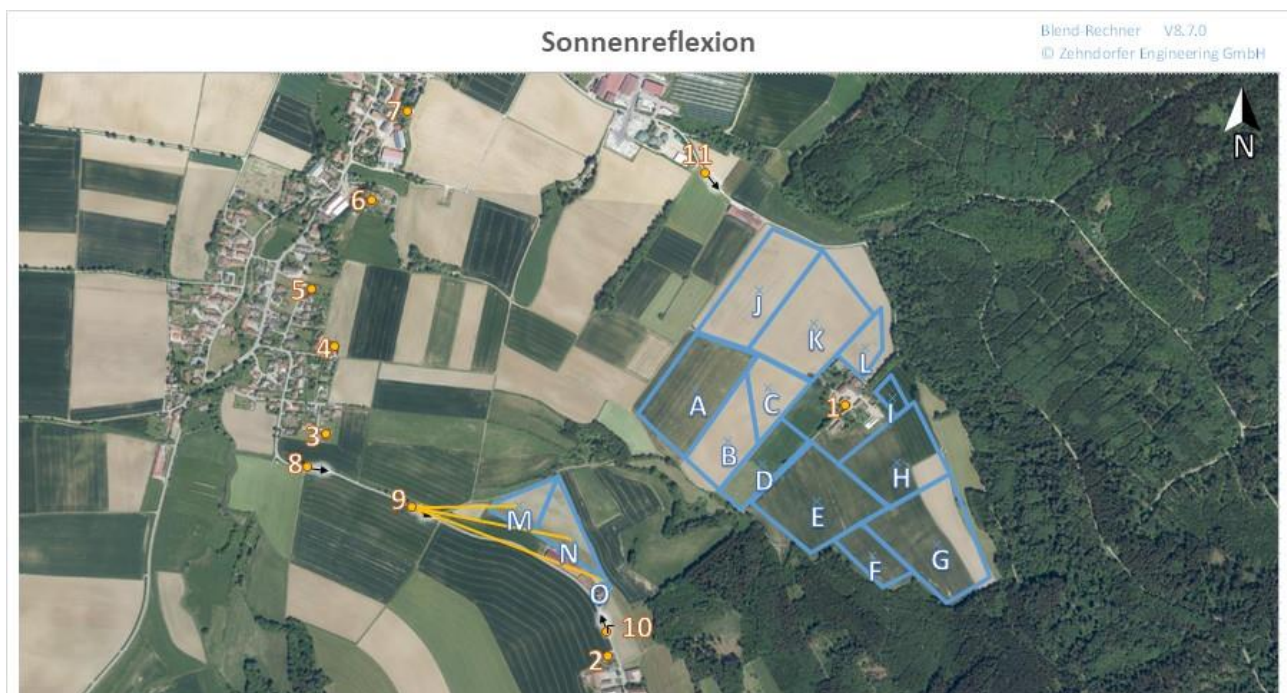 Sonnenreflexion
Blend-Rechner V8.7.0
© Zehndorfer Engineering GmbH
N
7
11
6
5
J
4
K
L
A
C
1
I
3
B
8
D
H
9
M
E
N
F
G
O
10
2